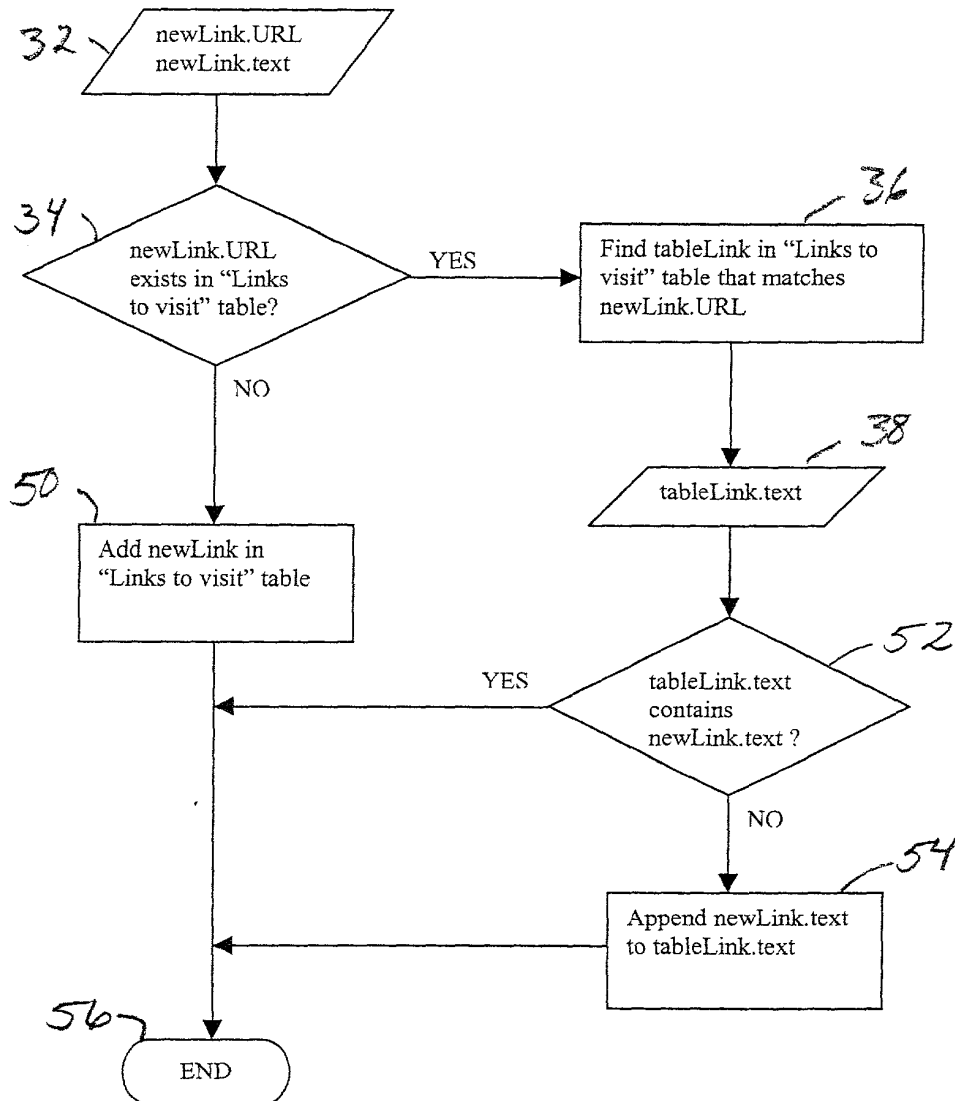 32
newLink.URL
newLink.text
34
newLink.URL
exists in “Links
to visit” table?
YES
36
Find tableLink in “Links to
visit” table that matches
newLink.URL
NO
38
tableLink.text
50
Add newLink in
“Links to visit” table
52
YES
tableLink.text
contains
newLink.text ?
NO
54
Append newLink.text
to tableLink.text
56
END